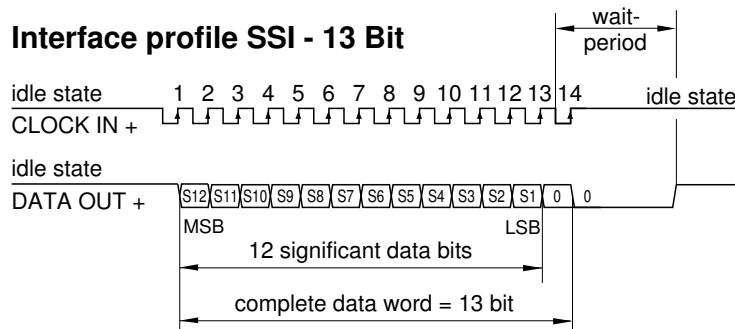 wait-
period
Interface profile SSI - 13 Bit
idle state 1 2 3 4 5 6 7 8 9 10 11 12 13 14 idle state
CLOCK IN +
idle state
DATA OUT + S12 S11 S10 S9 S8 S7 S6 S5 S4 S3 S2 S1 0 0
MSB LSB
12 significant data bits
complete data word = 13 bit